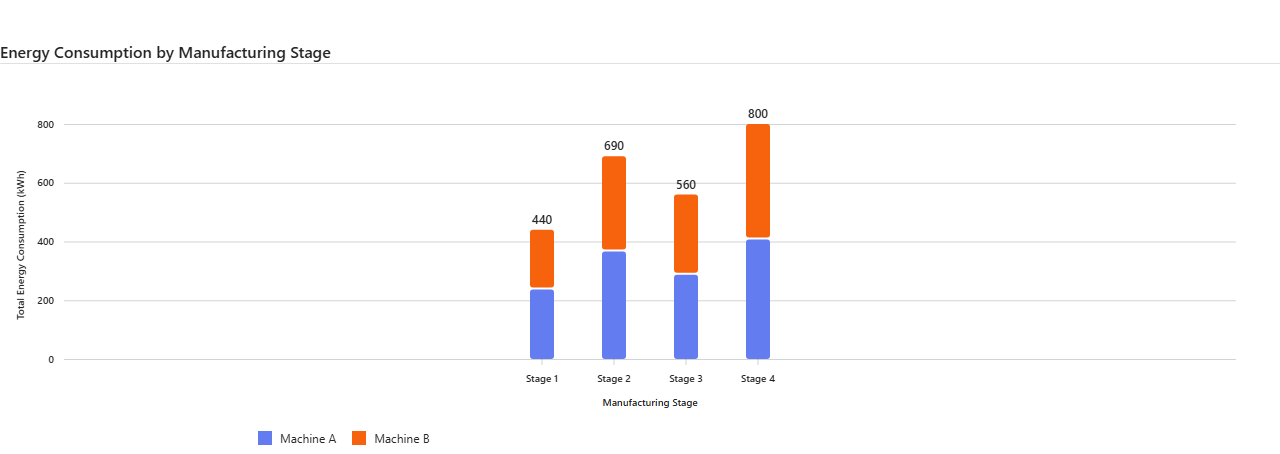 Energy Consumption by Manufacturing Stage
800
800
690
600
560
440
400
200
0
Total Energy Consumption (kWh)
Stage 1 Stage 2 Stage 3 Stage 4
Manufacturing Stage
Machine A Machine B